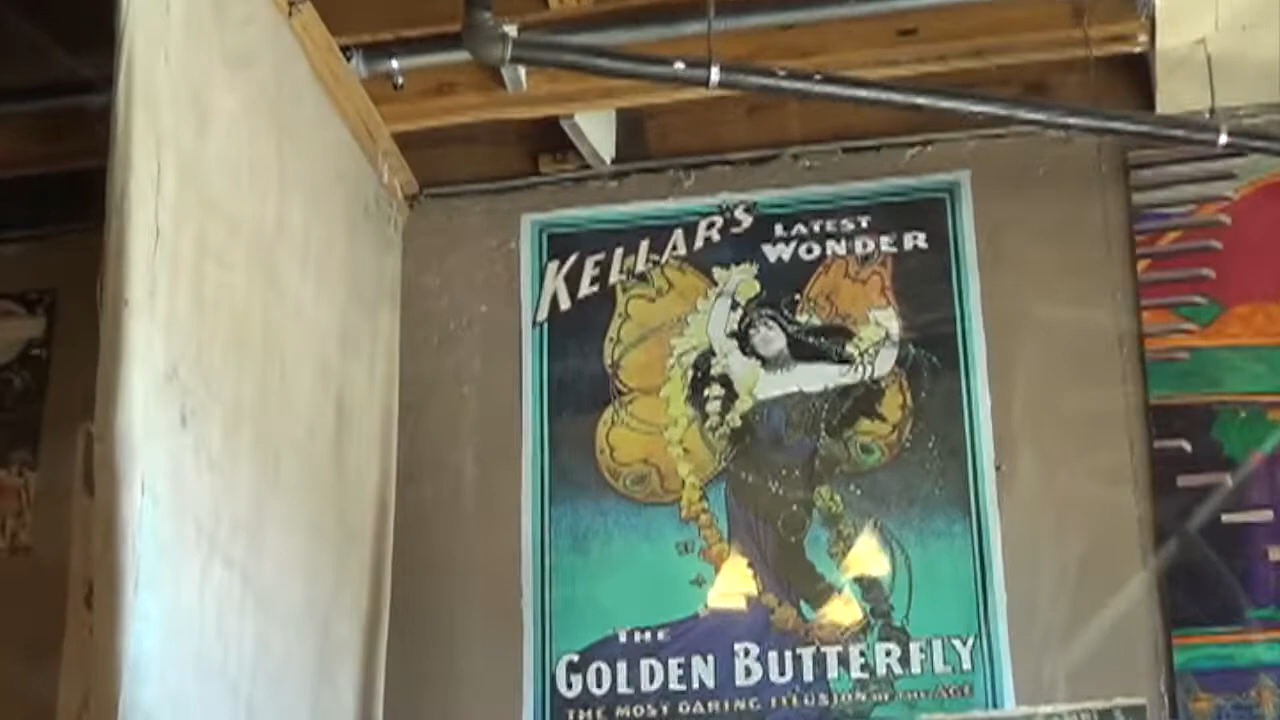 KELLAR'S
LATEST
WONDER
THE
GOLDEN BUTTERFLY
THE MOST DARING ILLUSION OF THE AGE